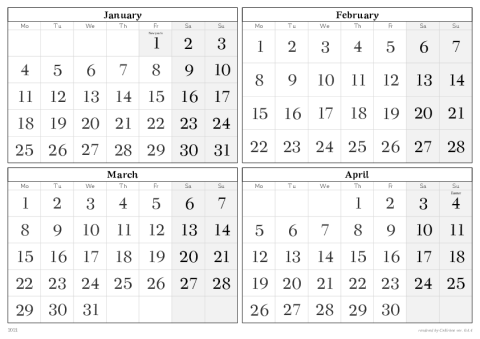 January
Mo Tu We Th Fr Sa Su
1 2 3
4 5 6 7 8 9 10
11 12 13 14 15 16 17
18 19 20 21 22 23 24
25 26 27 28 29 30 31
February
Mo Tu We Th Fr Sa Su
1 2 3 4 5 6 7
8 9 10 11 12 13 14
15 16 17 18 19 20 21
22 23 24 25 26 27 28
March
Mo Tu We Th Fr Sa Su
1 2 3 4 5 6 7
8 9 10 11 12 13 14
15 16 17 18 19 20 21
22 23 24 25 26 27 28
29 30 31
April
Mo Tu We Th Fr Sa Su
Easter
1 2 3 4
5 6 7 8 9 10 11
12 13 14 15 16 17 18
19 20 21 22 23 24 25
26 27 28 29 30
2021